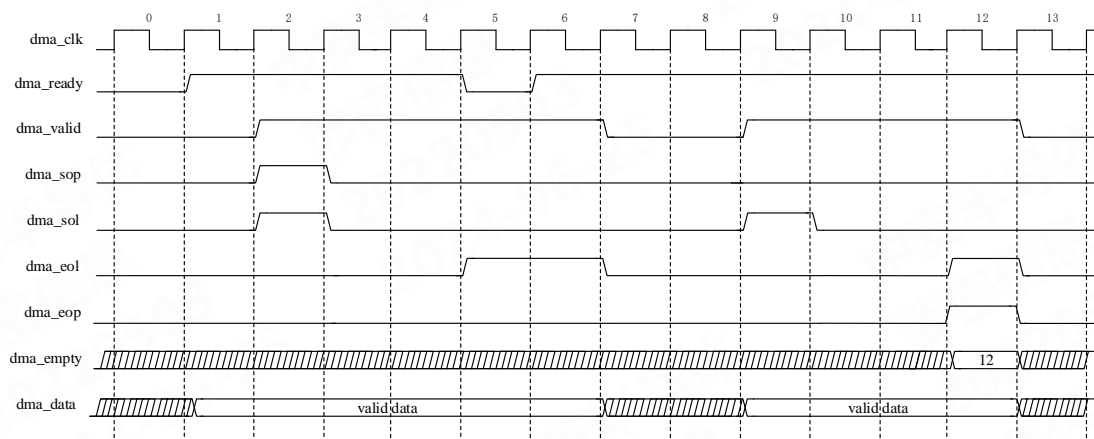 0 1 2 3 4 5 6 7 8 9 10 11 12 13
dma_clk
dma_ready
dma_valid
dma_sop
dma_sol
dma_eol
dma_eop
dma_empty 12
dma_data valid data valid data